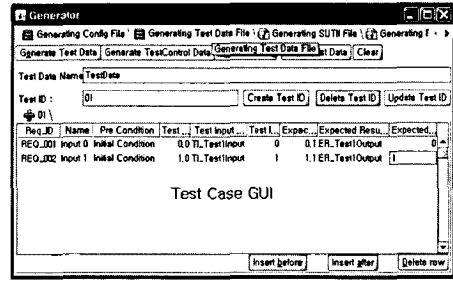 Generator
Generating Config File \ Generating Test Data File \ Generating SUTN File \ Generating
Generate Test Data Generate TestControl Data Generating Test Data File st Data Clear
Test Data Name TestData
Test ID : 01 Create Test ID Delete Test ID Update Test ID
01 \
Req_ID Name Pre Condition Test ... Test Input ... Test I... Expec... Expected Resu... Expected...
REQ_001 Input 0 Initial Condition 0.0 TI_Test1Input 0 0.1 ER_Test1Output 0
REQ_002 Input 1 Initial Condition 1.0 TI_Test1Input 1 1.1 ER_Test1Output 1
Test Case GUI
Insert before Insert after Delete row